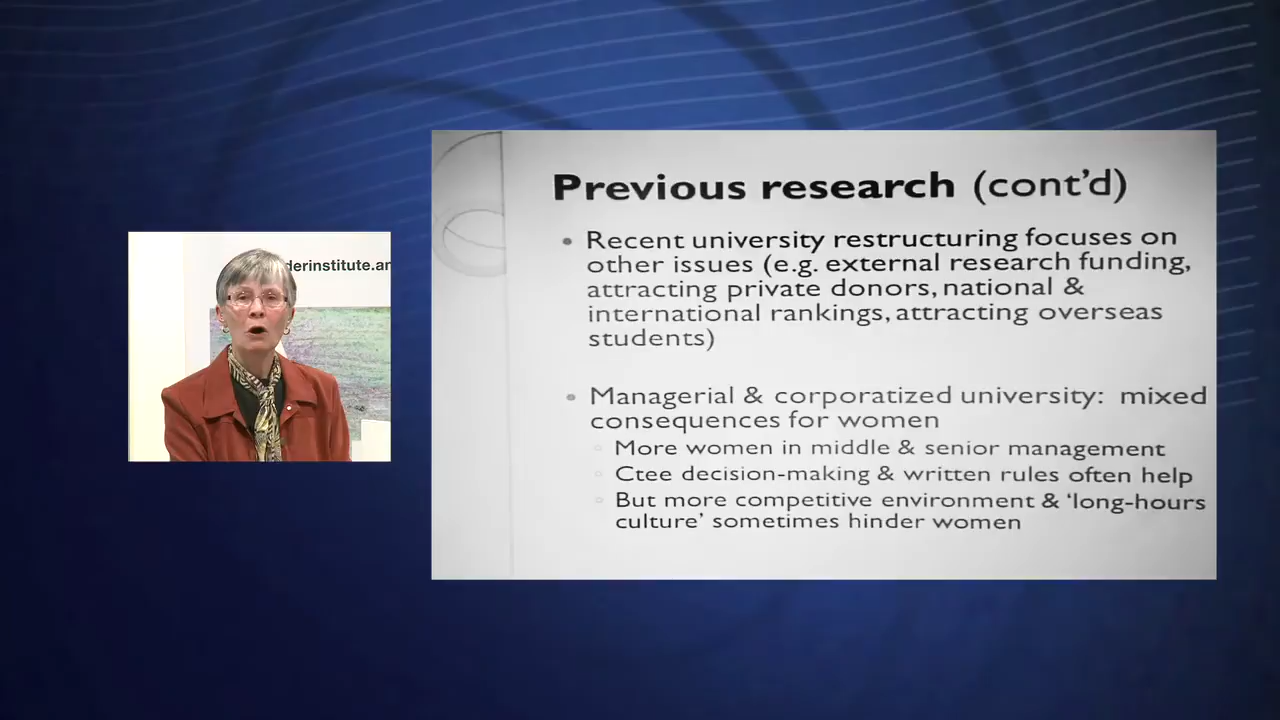 derinstitute.an
Previous research (cont'd)
• Recent university restructuring focuses on
other issues (e.g. external research funding,
attracting private donors, national &
international rankings, attracting overseas
students)
• Managerial & corporatized university: mixed
consequences for women
◦ More women in middle & senior management
◦ Ctee decision-making & written rules often help
◦ But more competitive environment & ‘long-hours
culture’ sometimes hinder women